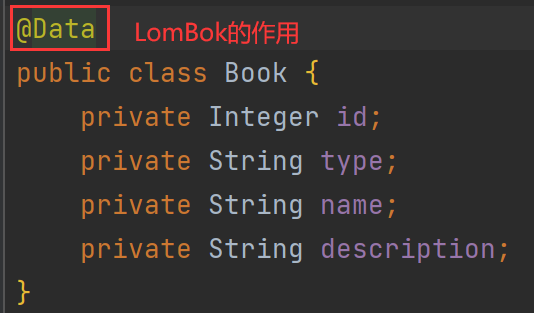 @Data LomBok的作用
public class Book {
    private Integer id;
    private String type;
    private String name;
    private String description;
}